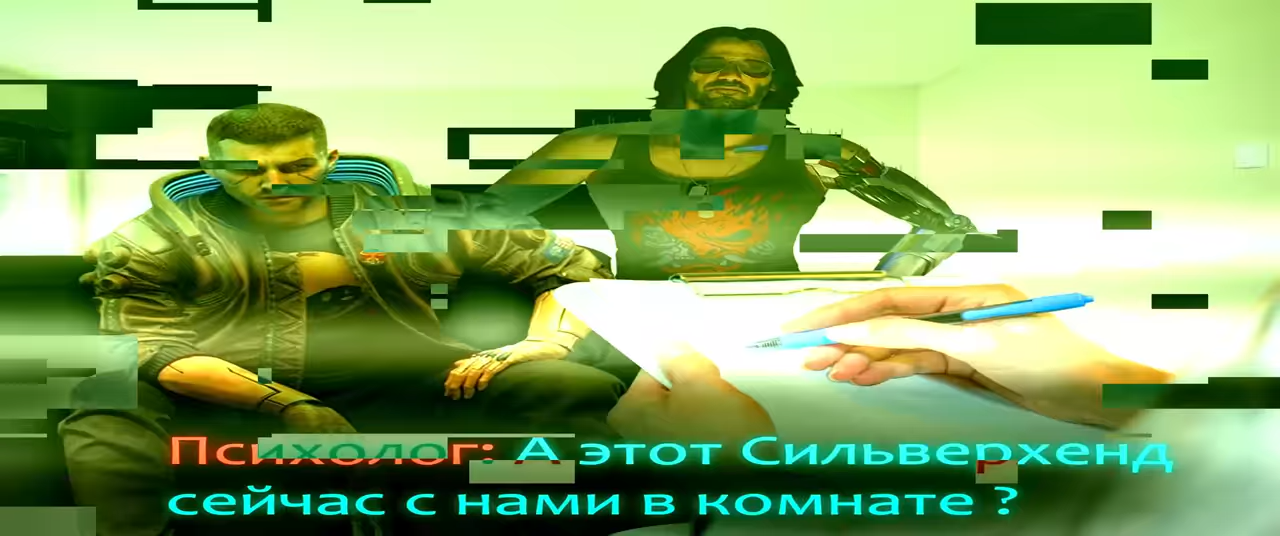 Психолог: А этот Сильверхенд
сейчас с нами в комнате ?